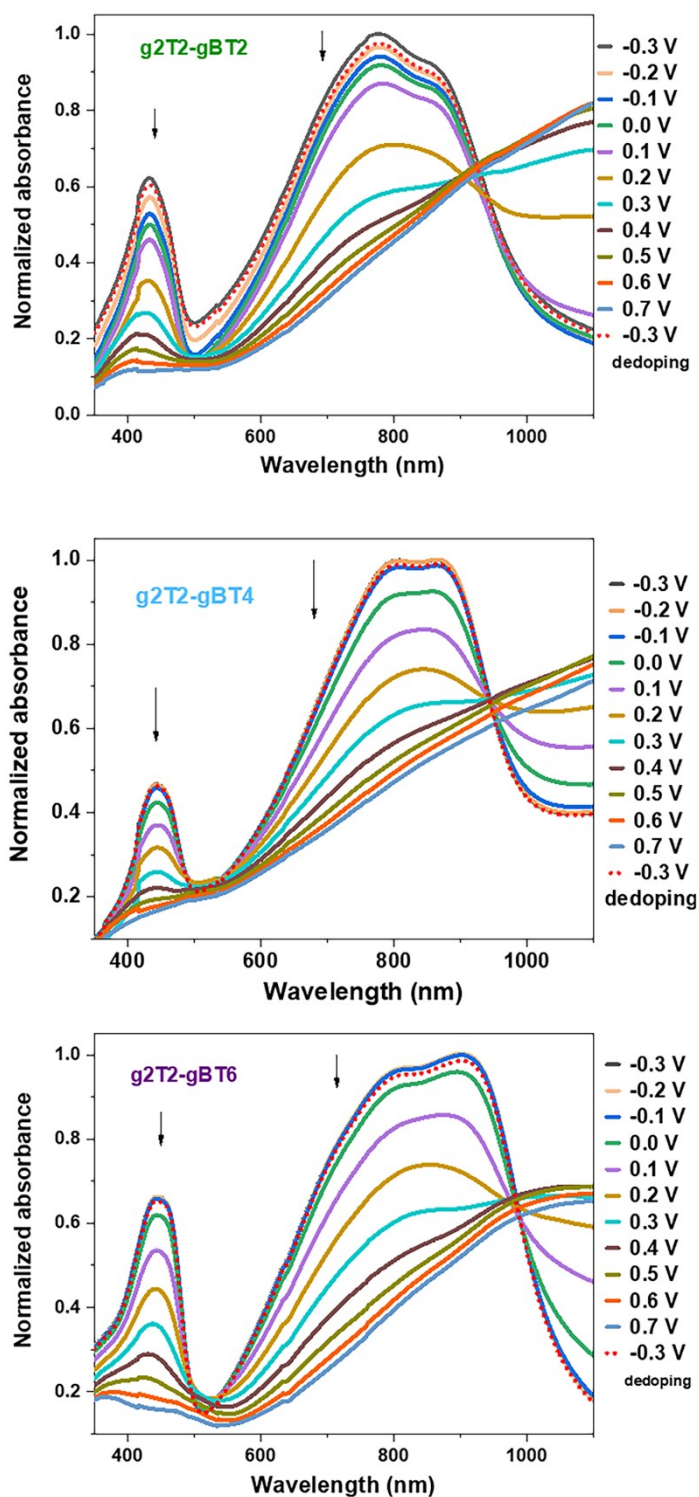 g2T2-gBT2
Normalized absorbance
1.0
0.8
0.6
0.4
0.2
0.0
400
600
800
1000
Wavelength (nm)
-0.3 V
-0.2 V
-0.1 V
0.0 V
0.1 V
0.2 V
0.3 V
0.4 V
0.5 V
0.6 V
0.7 V
-0.3 V
dedoping
g2T2-gBT4
Normalized absorbance
1.0
0.8
0.6
0.4
0.2
400
600
800
1000
Wavelength (nm)
-0.3 V
-0.2 V
-0.1 V
0.0 V
0.1 V
0.2 V
0.3 V
0.4 V
0.5 V
0.6 V
0.7 V
-0.3 V
dedoping
g2T2-gBT6
Normalized absorbance
1.0
0.8
0.6
0.4
0.2
400
600
800
1000
Wavelength (nm)
-0.3 V
-0.2 V
-0.1 V
0.0 V
0.1 V
0.2 V
0.3 V
0.4 V
0.5 V
0.6 V
0.7 V
-0.3 V
dedoping